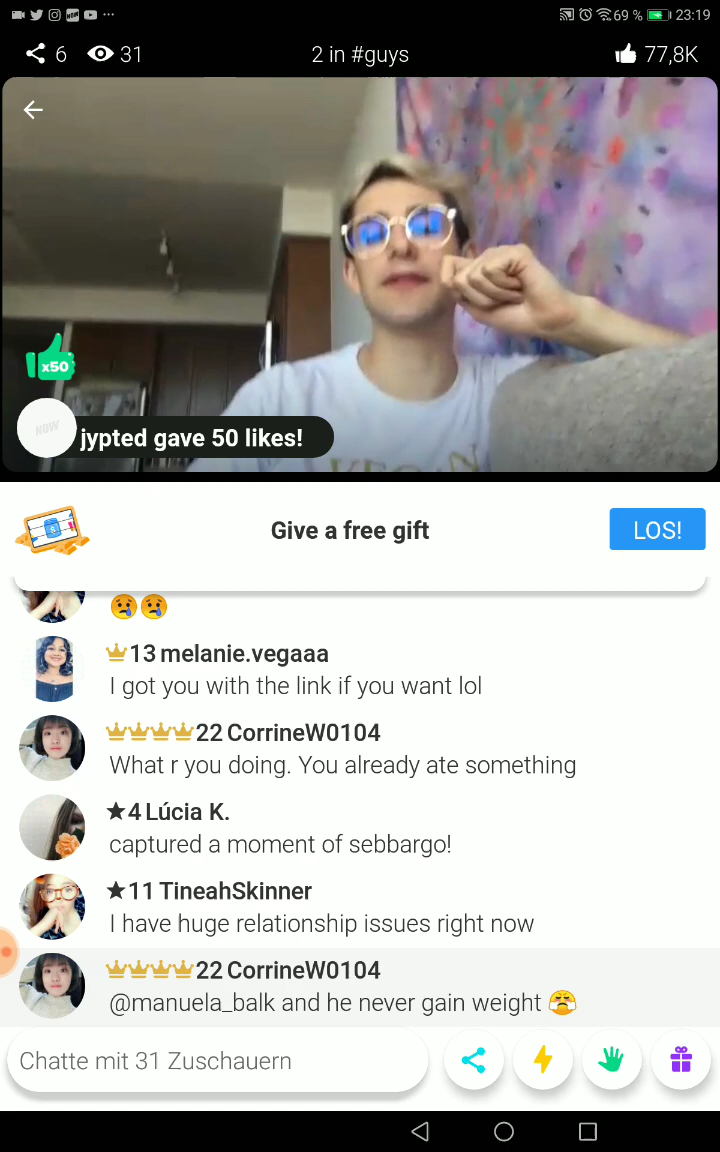 69 % 23:19
6 31 2 in #guys 77,8K
x50
jypted gave 50 likes!
Give a free gift LOS!
13 melanie.vegaaa
I got you with the link if you want lol
22 CorrineW0104
What r you doing. You already ate something
4 Lúcia K.
captured a moment of sebbargo!
11 TineahSkinner
I have huge relationship issues right now
22 CorrineW0104
@manuela_balk and he never gain weight 😤
Chatte mit 31 Zuschauern